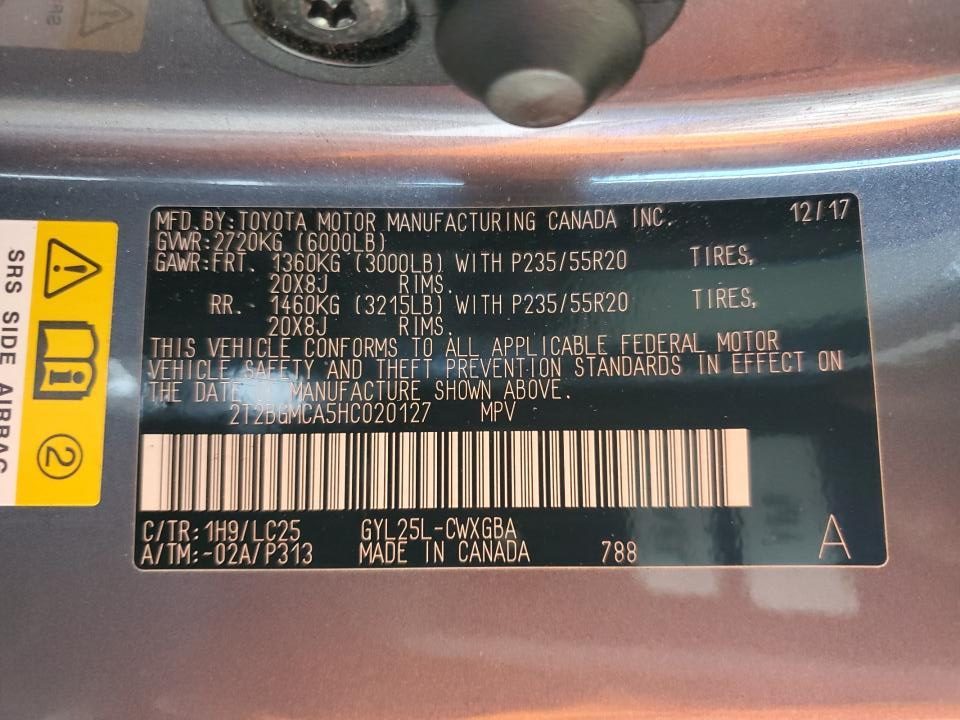 MFD.BY:TOYOTA MOTOR MANUFACTURING CANADA INC. 12/17
GVWR:2720KG (6000LB)
GAWR:FRT. 1360KG (3000LB) WITH P235/55R20 TIRES,
20X8J RIMS.
RR. 1460KG (3215LB) WITH P235/55R20 TIRES,
20X8J RIMS.
THIS VEHICLE CONFORMS TO ALL APPLICABLE FEDERAL MOTOR
VEHICLE SAFETY AND THEFT PREVENTION STANDARDS IN EFFECT ON
THE DATE OF MANUFACTURE SHOWN ABOVE.
2T2BGMCA5HC020127 MPV
C/TR:1H9/LC25 GYL25L-CWXGBA
A/TM:-02A/P313 MADE IN CANADA 788 A
SRS SIDE AIRBAG
2